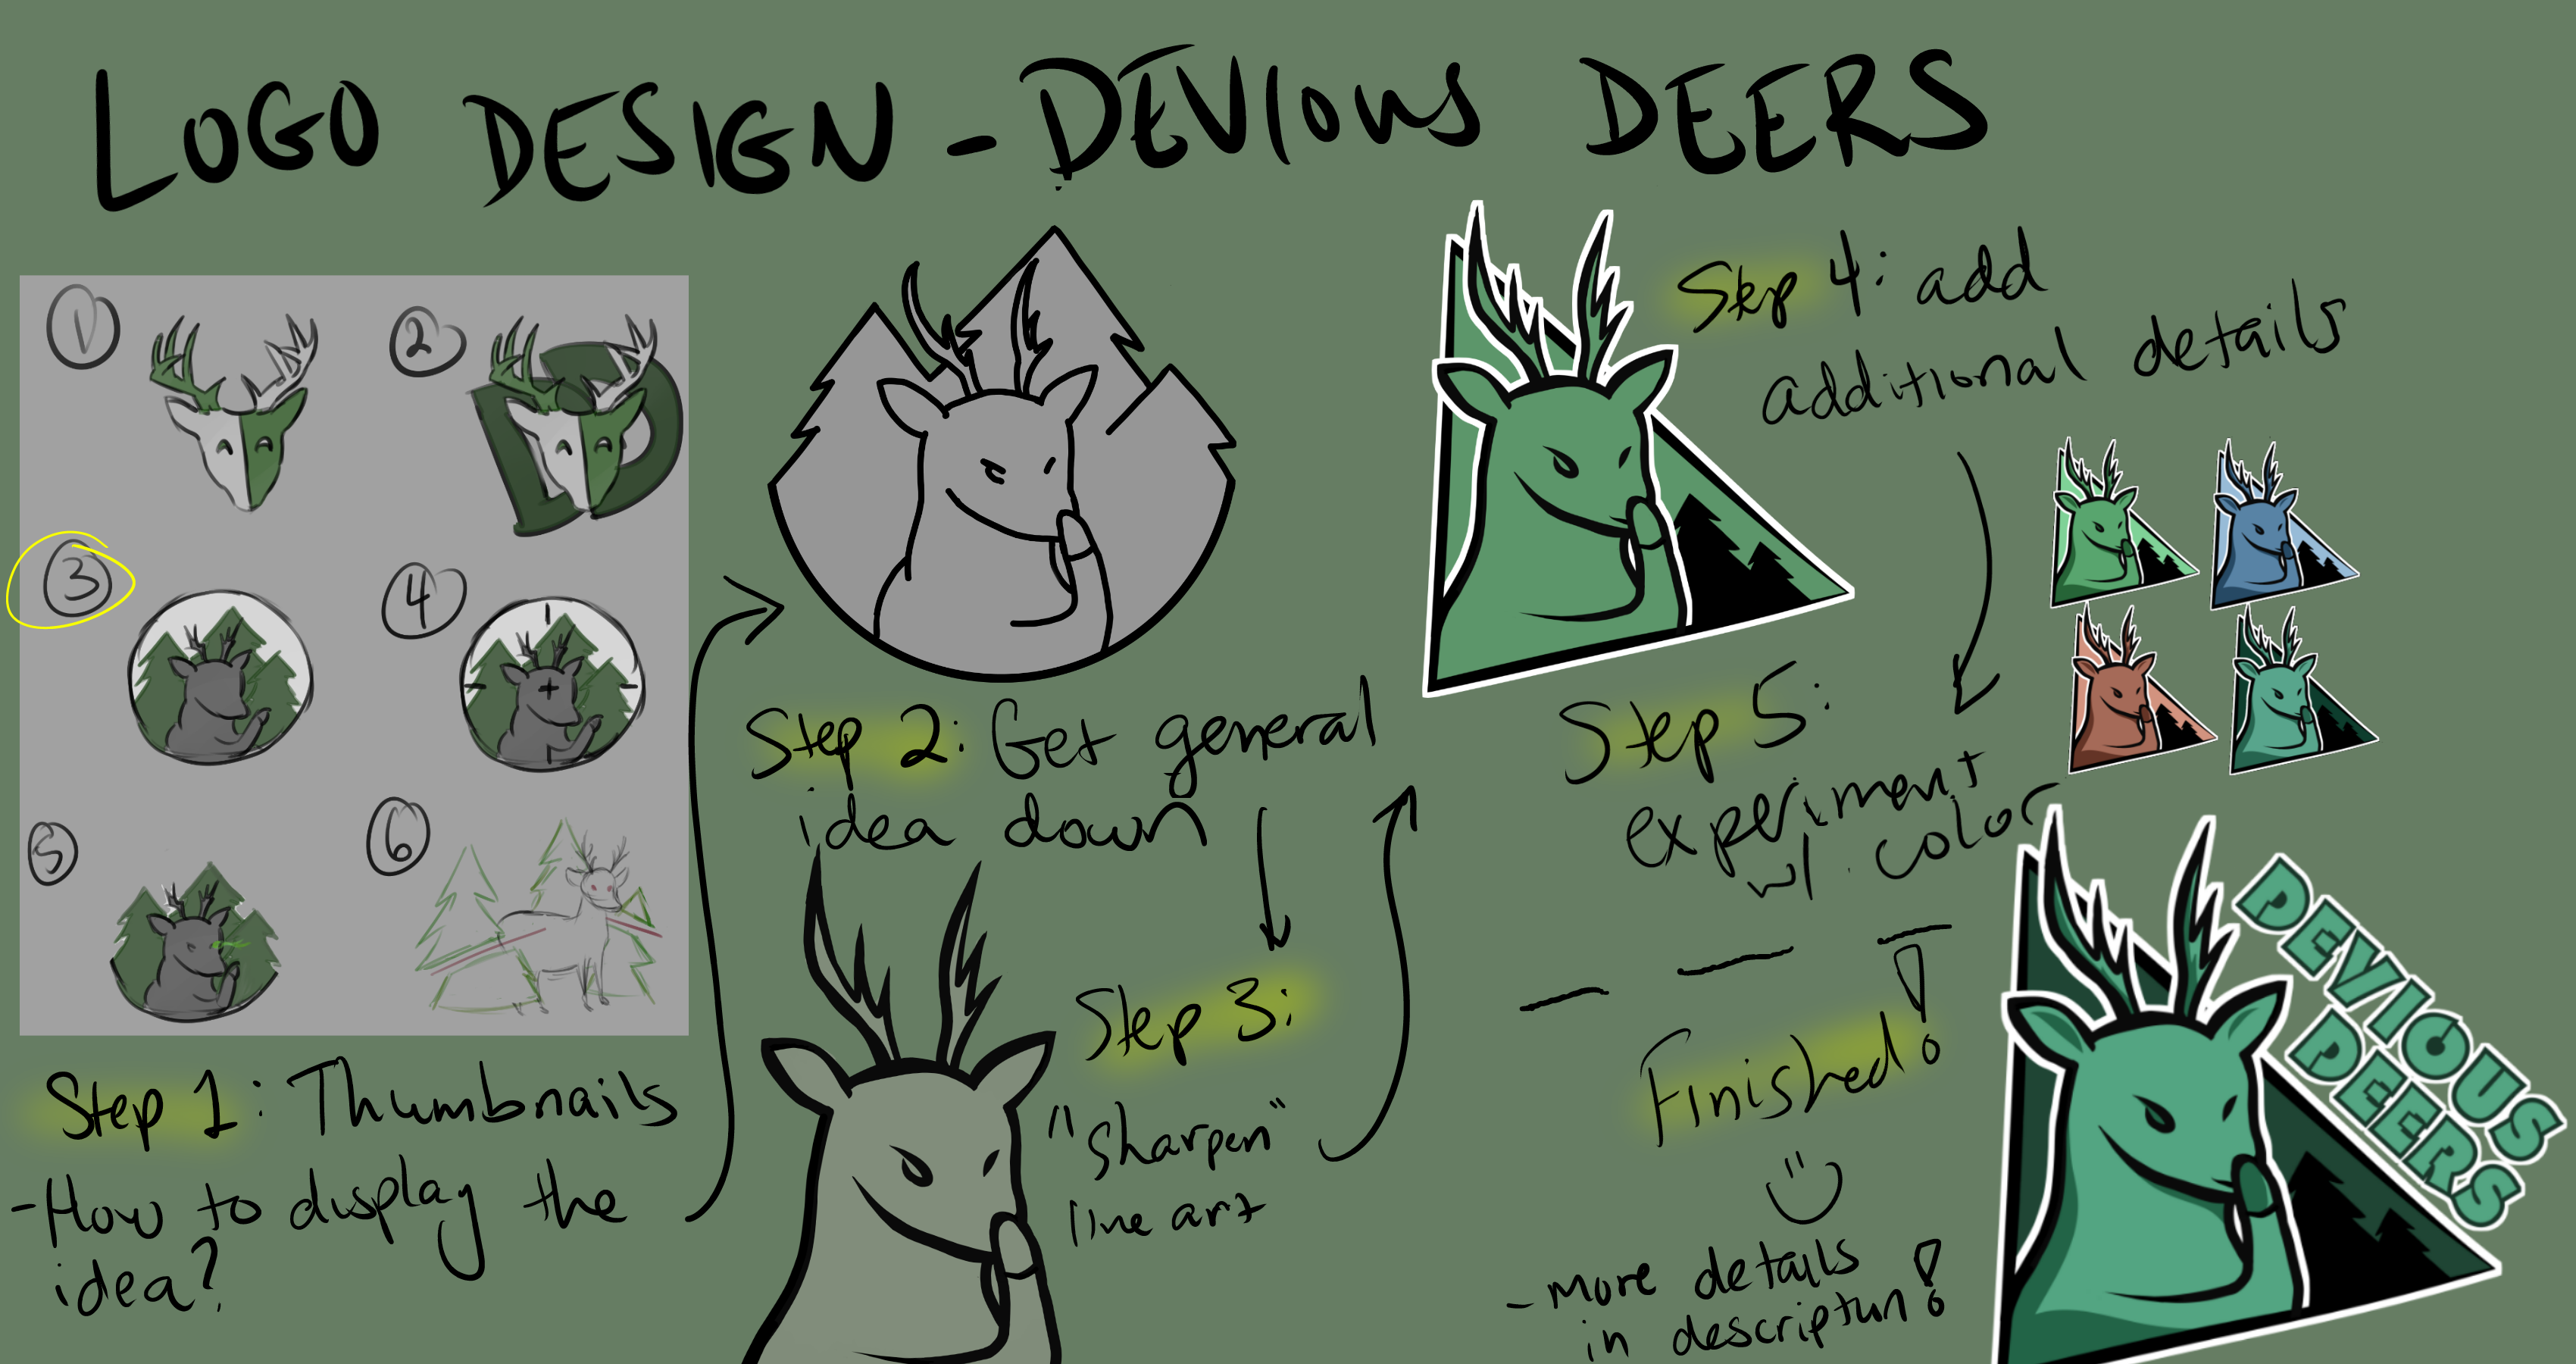 LOGO DESIGN - DEVIOUS DEERS
1
2
3
4
5
6
Step 1: Thumbnails
- How to display the
idea?
Step 2: Get general
idea down
Step 3:
"Sharpen"
line art
Step 4: add
additional details
Step 5:
experiment
w/ color
Finished!
- more details
in description!
DEVIOUS
DEERS